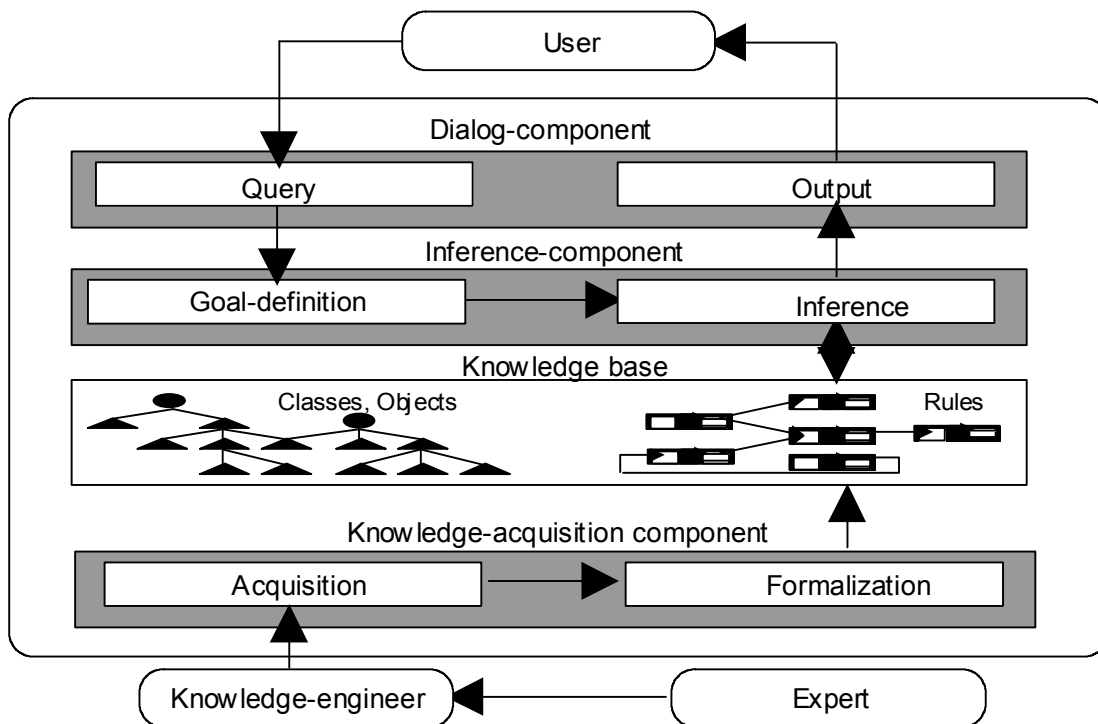 User
Dialog-component
Query
Output
Inference-component
Goal-definition
Inference
Knowledge base
Classes, Objects
Rules
Knowledge-acquisition component
Acquisition
Formalization
Knowledge-engineer
Expert